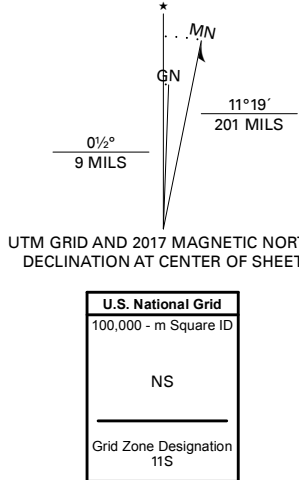 ★
MN
GN
11°19´
201 MILS
0½°
9 MILS
UTM GRID AND 2017 MAGNETIC NORT
DECLINATION AT CENTER OF SHEET
U.S. National Grid
100,000 - m Square ID
NS
Grid Zone Designation
11S